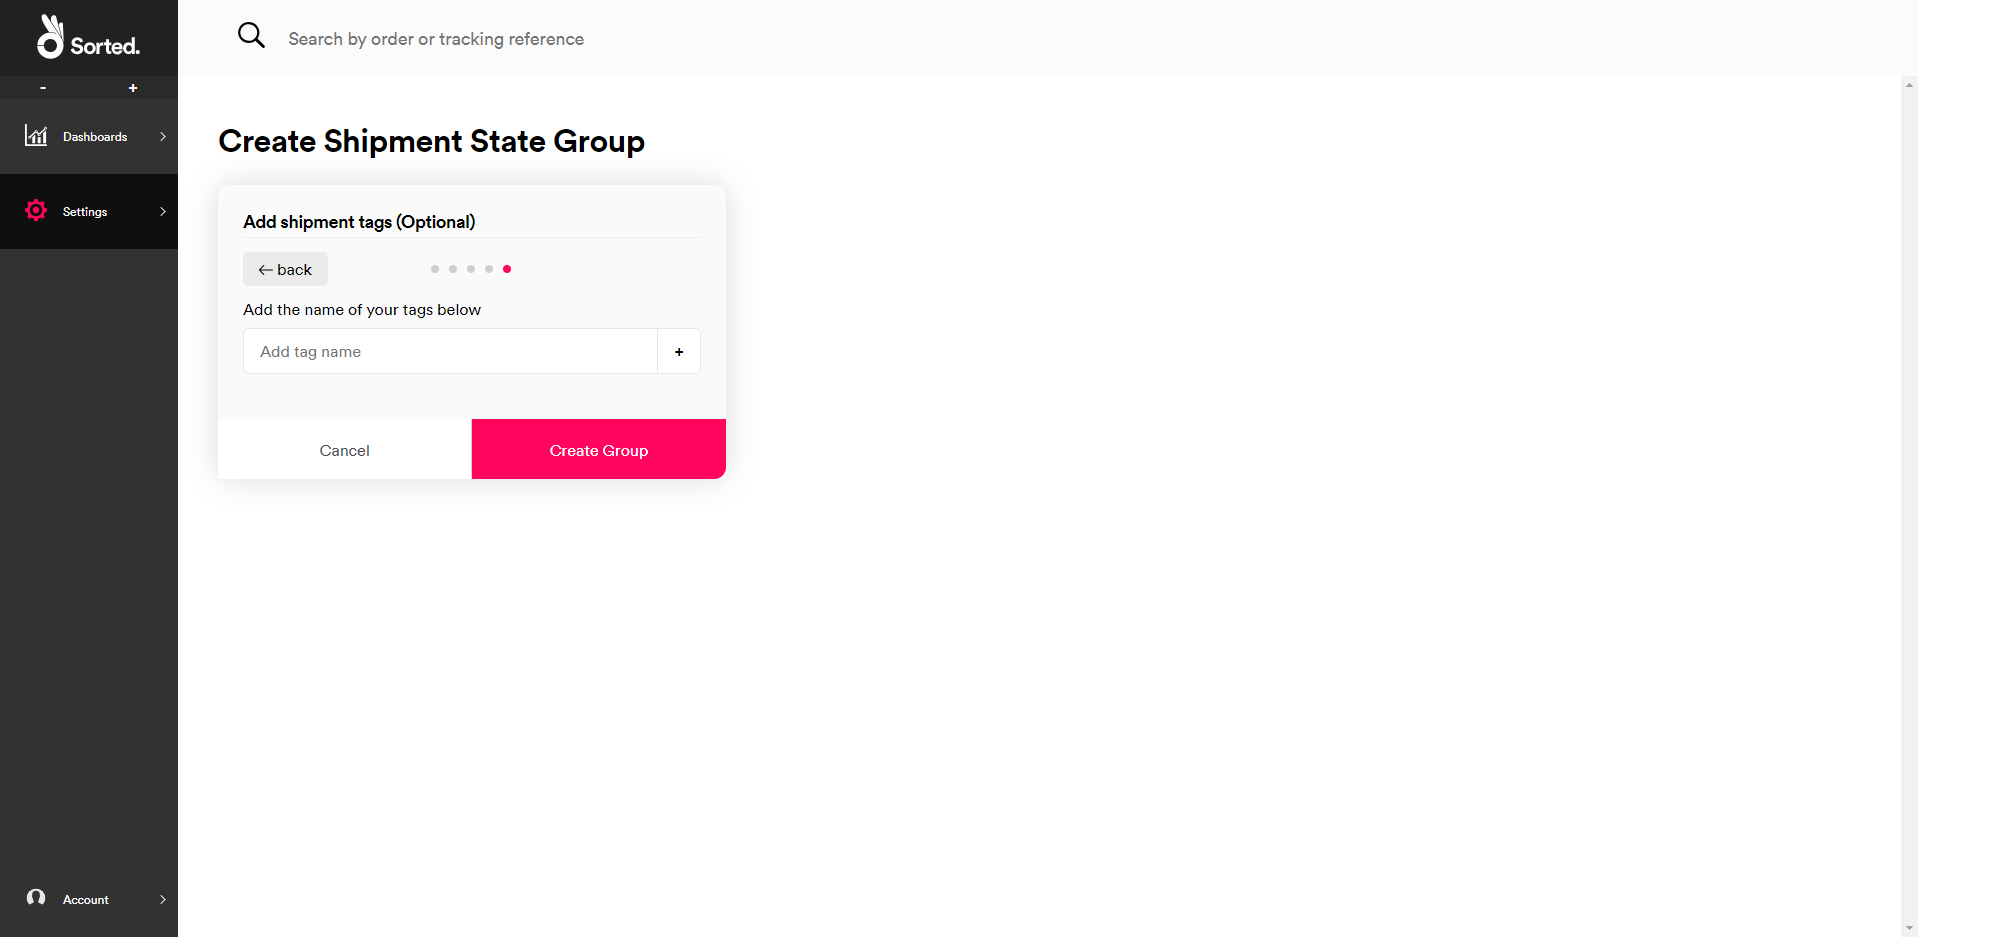 Sorted.
- +
Dashboards
Settings
Account
Search by order or tracking reference
Create Shipment State Group
Add shipment tags (Optional)
← back
Add the name of your tags below
Add tag name +
Cancel
Create Group